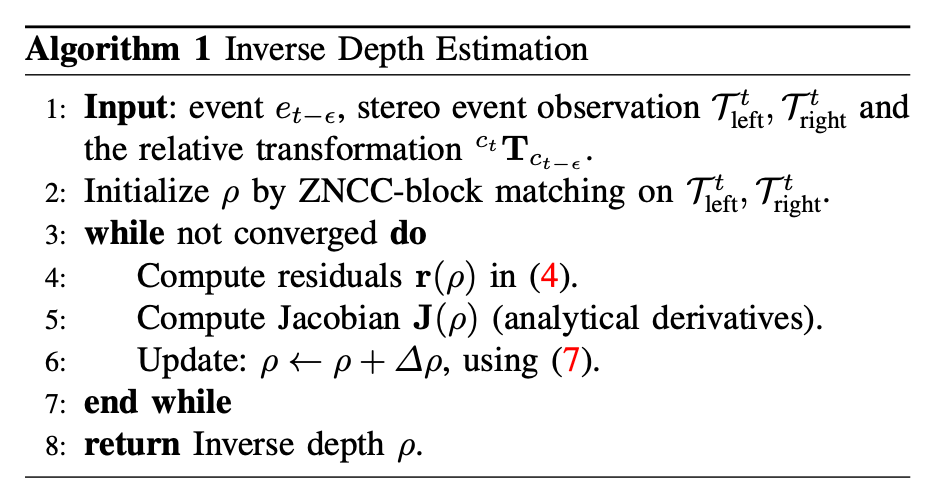 Algorithm 1 Inverse Depth Estimation
1: Input: event $e_{t-\epsilon}$, stereo event observation $\mathcal{T}^t_{\text{left}}, \mathcal{T}^t_{\text{right}}$ and
the relative transformation ${}^{c_t}\mathbf{T}_{c_{t-\epsilon}}$.
2: Initialize $\rho$ by ZNCC-block matching on $\mathcal{T}^t_{\text{left}}, \mathcal{T}^t_{\text{right}}$.
3: while not converged do
4: Compute residuals $\mathbf{r}(\rho)$ in (4).
5: Compute Jacobian $\mathbf{J}(\rho)$ (analytical derivatives).
6: Update: $\rho \leftarrow \rho + \Delta\rho$, using (7).
7: end while
8: return Inverse depth $\rho$.